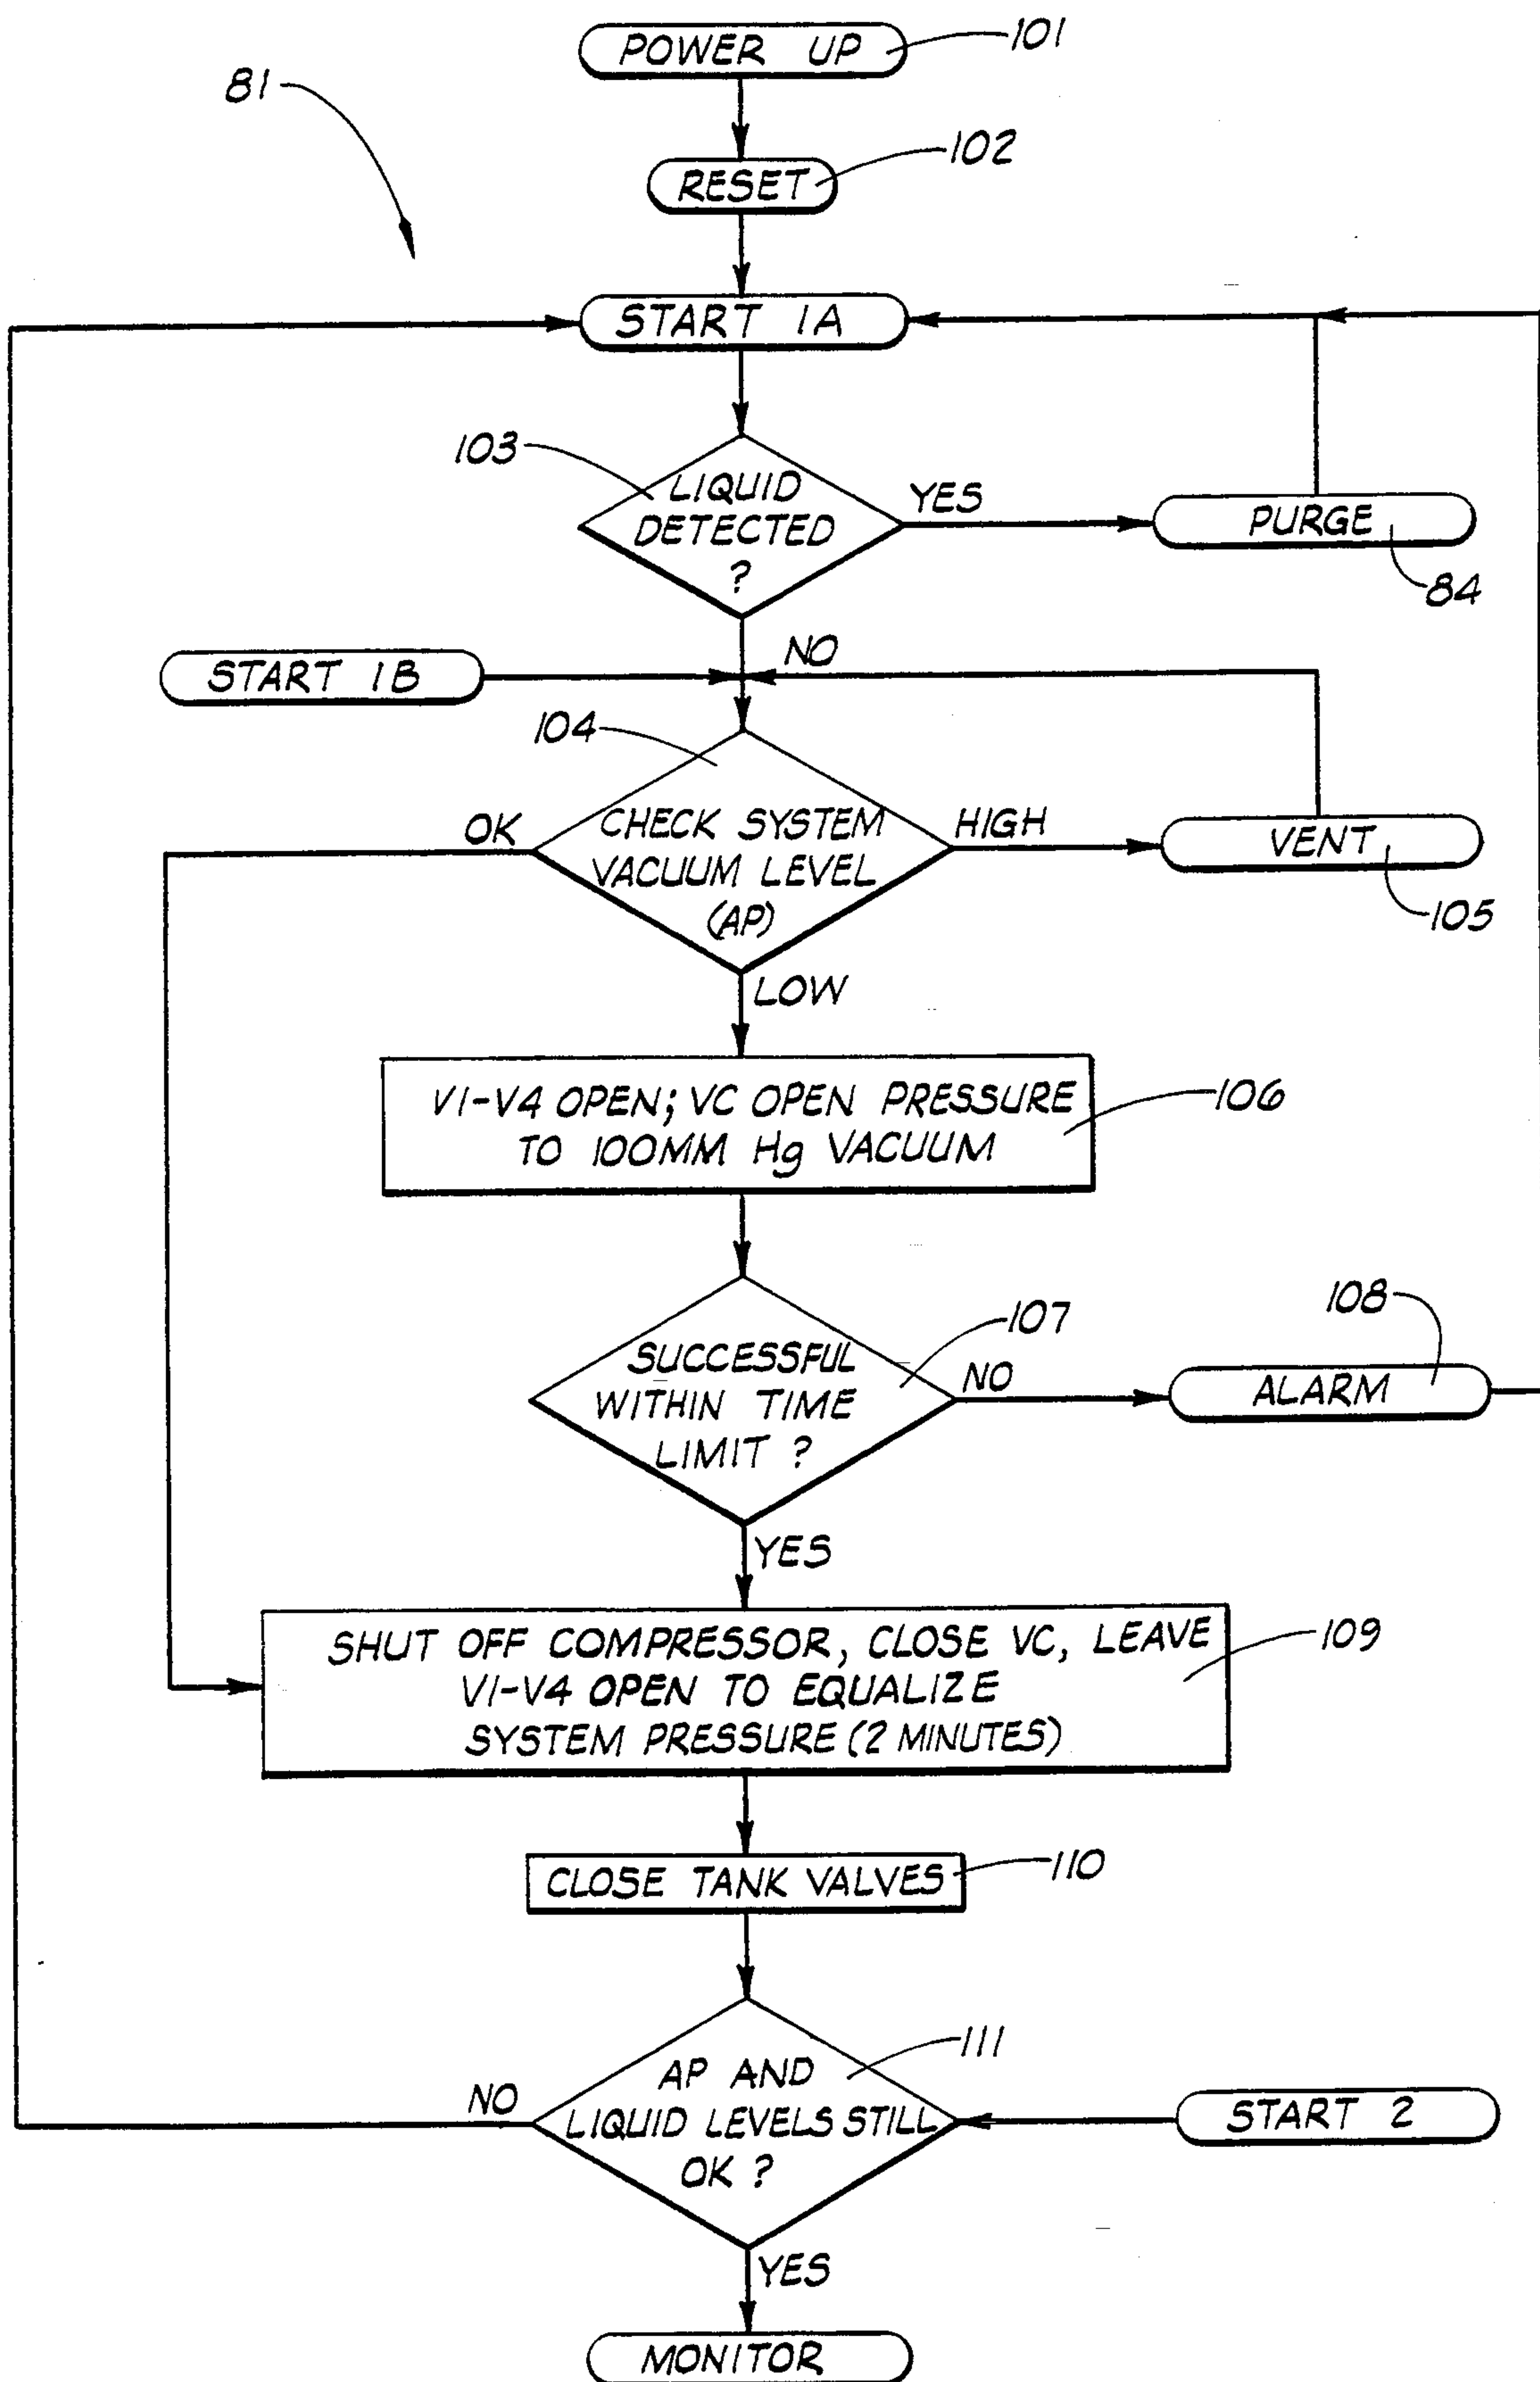 POWER UP
101
81
102
RESET
START 1A
103
LIQUID
DETECTED
?
YES
PURGE
84
NO
START 1B
104
CHECK SYSTEM
VACUUM LEVEL
(AP)
OK
HIGH
VENT
105
LOW
V1-V4 OPEN; VC OPEN PRESSURE
TO 100MM Hg VACUUM
106
107
SUCCESSFUL
WITHIN TIME
LIMIT ?
NO
108
ALARM
YES
SHUT OFF COMPRESSOR, CLOSE VC, LEAVE
V1-V4 OPEN TO EQUALIZE
SYSTEM PRESSURE (2 MINUTES)
109
CLOSE TANK VALVES
110
111
AP AND
LIQUID LEVELS STILL
OK ?
NO
START 2
YES
MONITOR